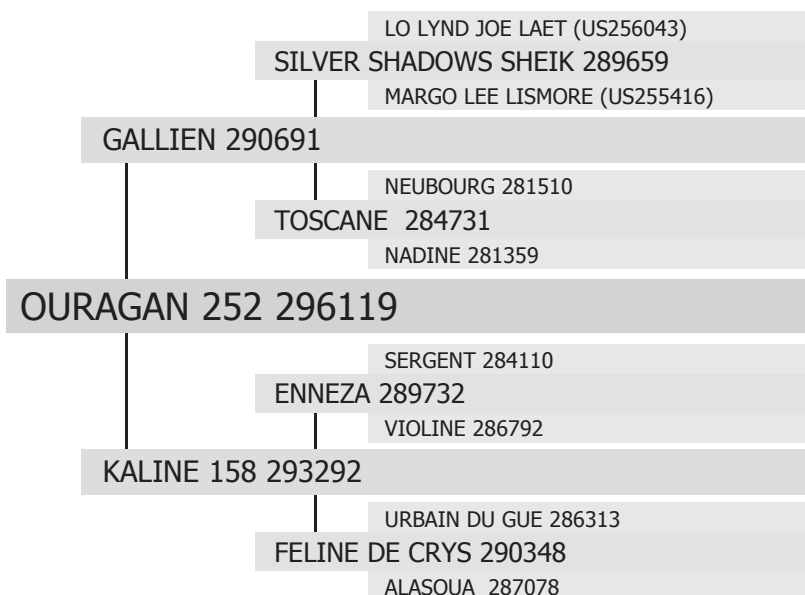 LO LYND JOE LAET (US256043)
SILVER SHADOWS SHEIK 289659
MARGO LEE LISMORE (US255416)
GALLIEN 290691
NEUBOURG 281510
TOSCANE 284731
NADINE 281359
OURAGAN 252 296119
SERGENT 284110
ENNEZA 289732
VIOLINE 286792
KALINE 158 293292
URBAIN DU GUE 286313
FELINE DE CRYS 290348
ALASQUA 287078